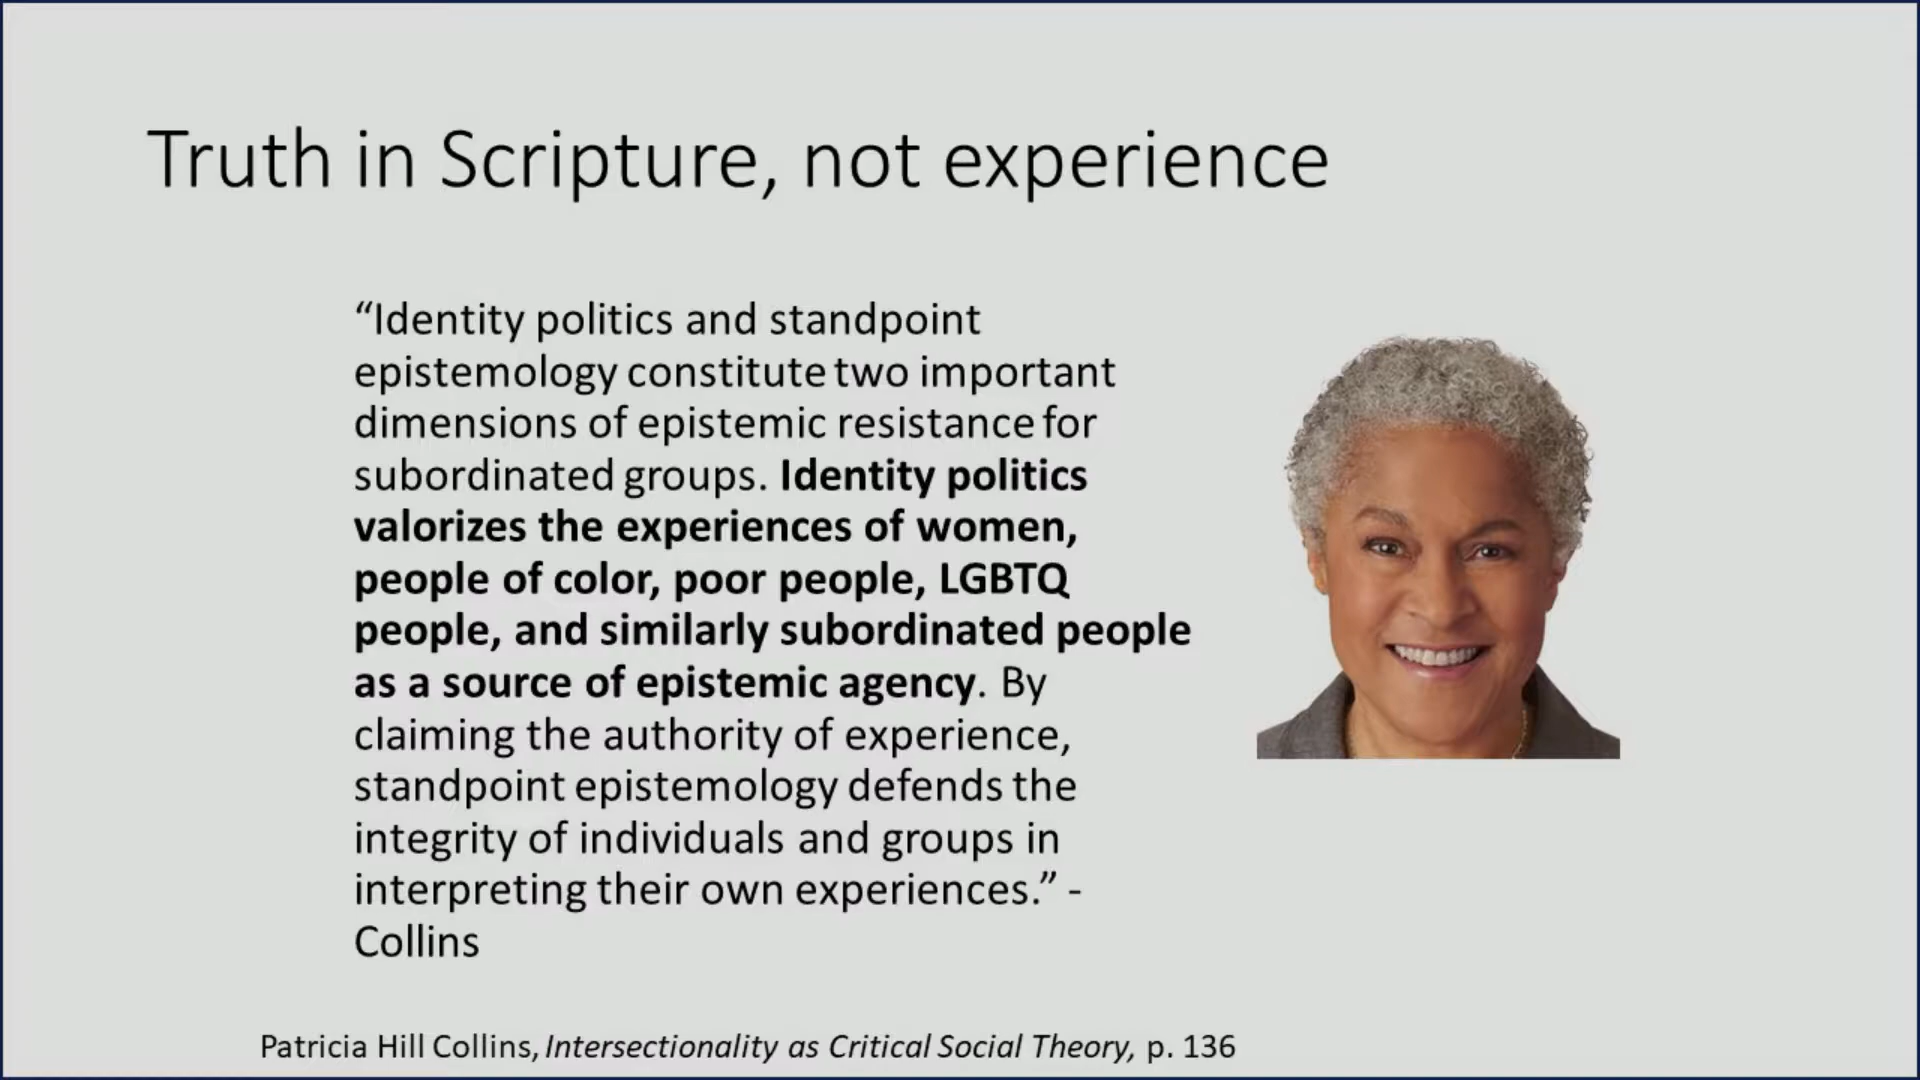 Truth in Scripture, not experience
“Identity politics and standpoint
epistemology constitute two important
dimensions of epistemic resistance for
subordinated groups. Identity politics
valorizes the experiences of women,
people of color, poor people, LGBTQ
people, and similarly subordinated people
as a source of epistemic agency. By
claiming the authority of experience,
standpoint epistemology defends the
integrity of individuals and groups in
interpreting their own experiences.” -
Collins
Patricia Hill Collins, Intersectionality as Critical Social Theory, p. 136